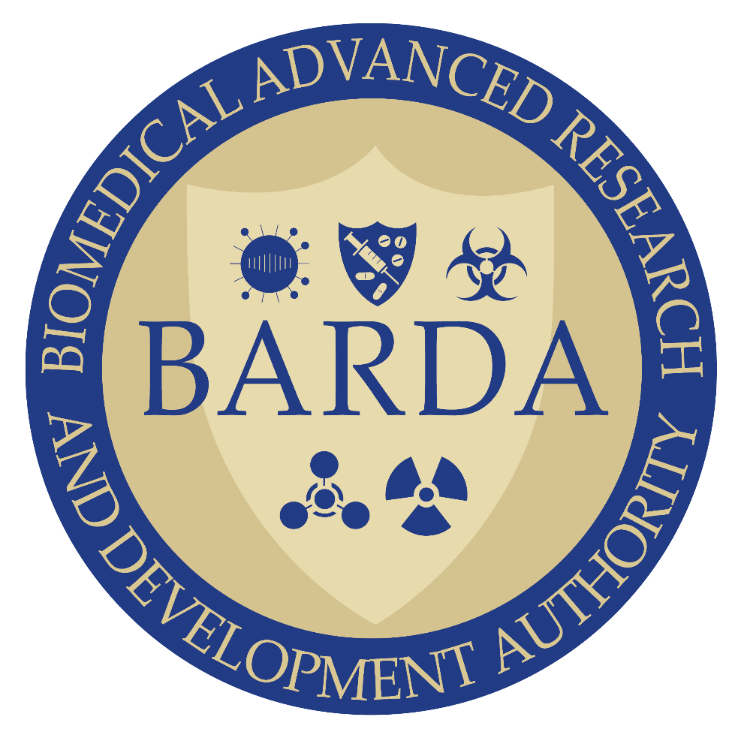 BIOMEDICAL ADVANCED RESEARCH
AND DEVELOPMENT AUTHORITY
BARDA